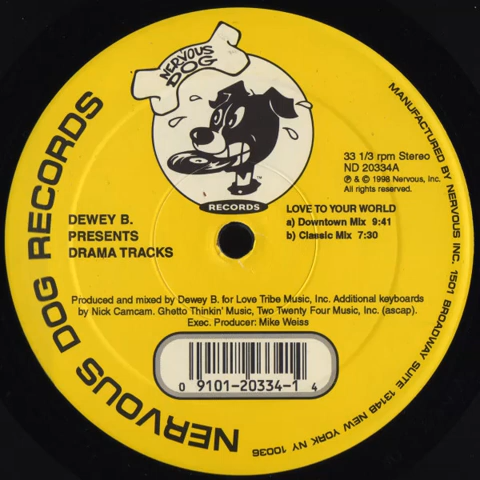 NERVOUS DOG
RECORDS
NERVOUS DOG RECORDS
33 1/3 rpm Stereo
ND 20334A
℗ & © 1998 Nervous, Inc.
All rights reserved.
DEWEY B.
PRESENTS
DRAMA TRACKS
LOVE TO YOUR WORLD
a) Downtown Mix 9:41
b) Classic Mix 7:30
Produced and mixed by Dewey B. for Love Tribe Music, Inc. Additional keyboards
by Nick Camcam. Ghetto Thinkin' Music, Two Twenty Four Music, Inc. (ascap).
Exec. Producer: Mike Weiss
0 9101-20334-1 4
MANUFACTURED BY NERVOUS INC. 1501 BROADWAY SUITE 1314B NEW YORK NY 10036